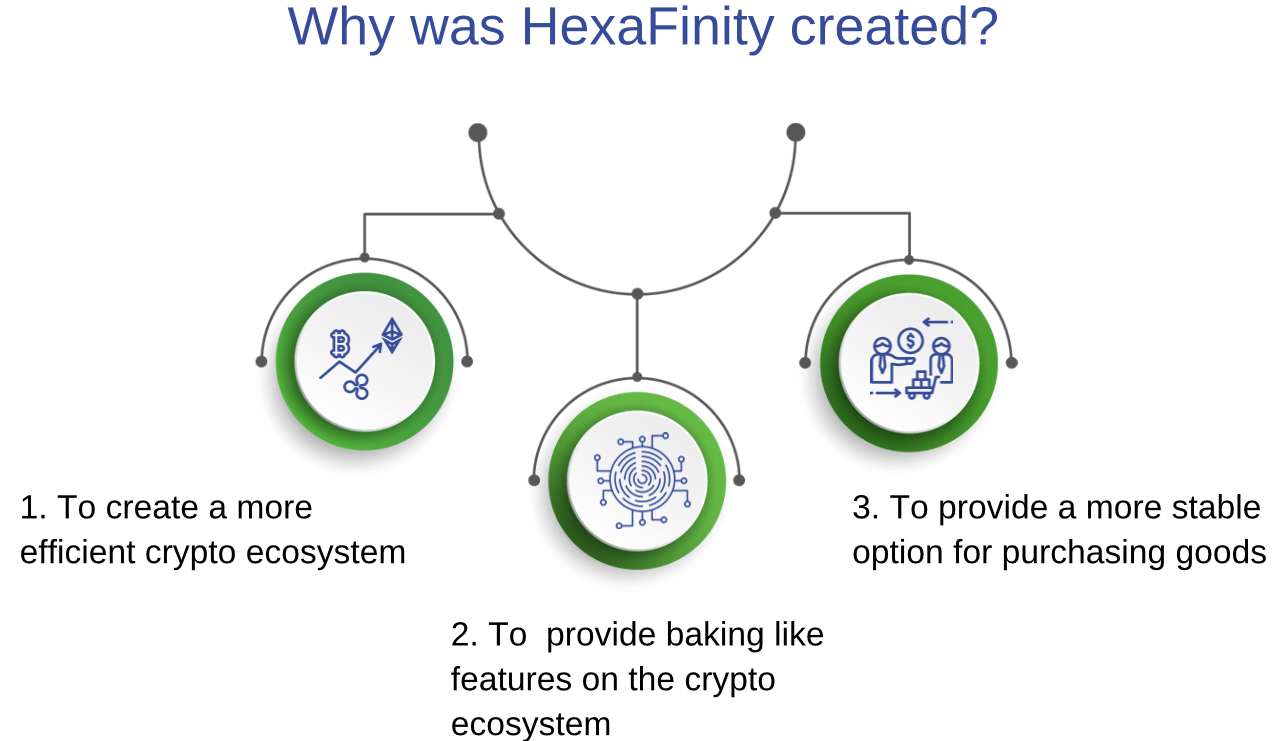 Why was HexaFinity created?
1. To create a more
efficient crypto ecosystem
2. To  provide baking like
features on the crypto
ecosystem
3. To provide a more stable
option for purchasing goods